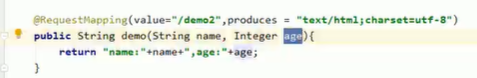 @RequestMapping(value="/demo2",produces = "text/html;charset=utf-8")
public String demo(String name, Integer age){
return "name:"+name+",age:"+age;
}